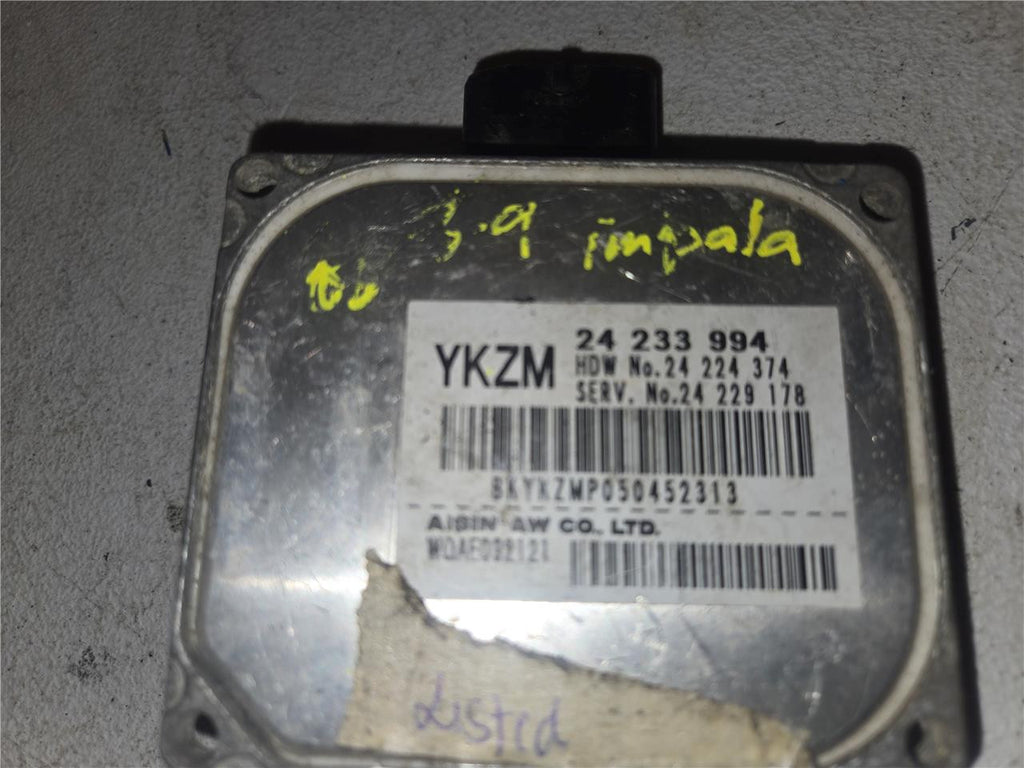 3.9 impala
YKZM
24 233 994
HDW No.24 224 374
SERV. No.24 229 178
BKYKZMP050452313
AISIN AW CO., LTD.
Listed